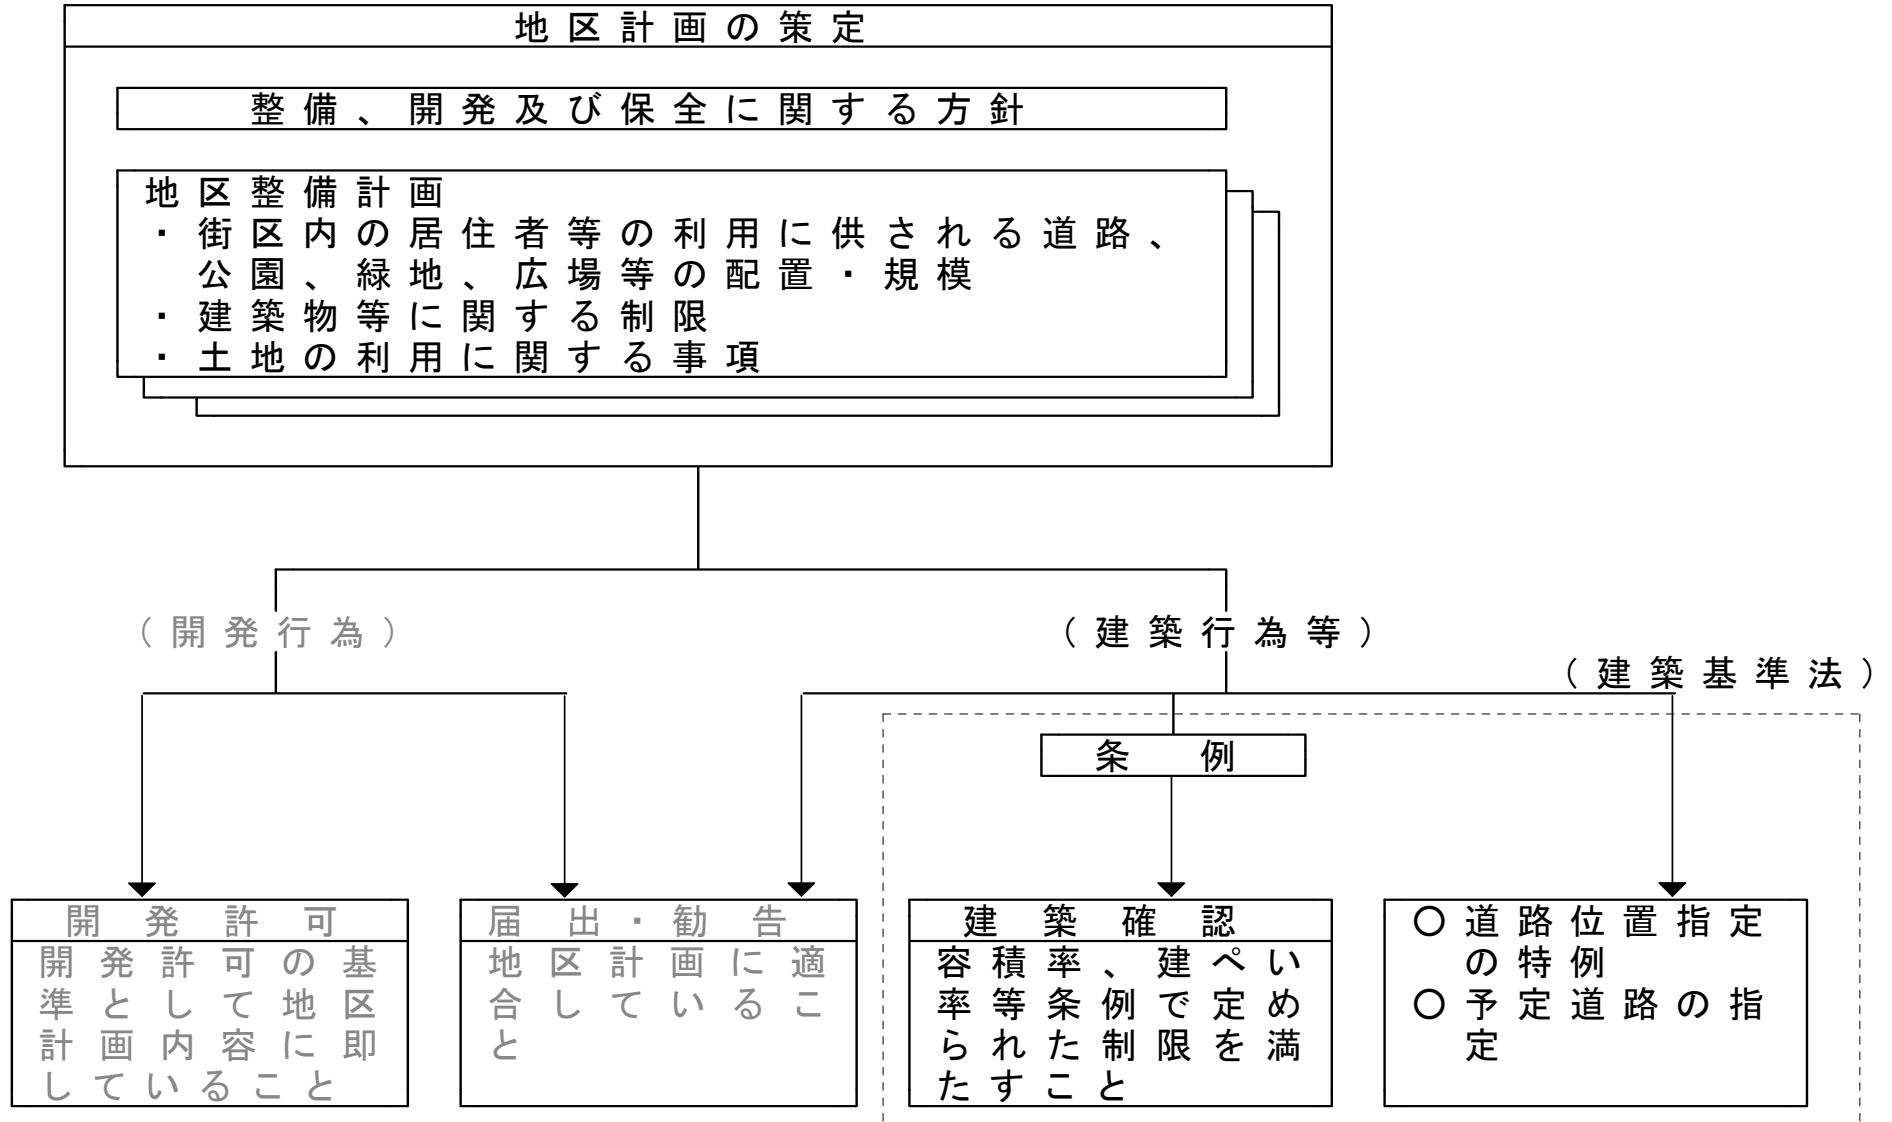 地区計画の策定
整備、開発及び保全に関する方針
地区整備計画
・街区内の居住者等の利用に供される道路、
公園、緑地、広場等の配置・規模
・建築物等に関する制限
・土地の利用に関する事項
（開発行為）
（建築行為等）
（建築基準法）
条例
開発許可
開発許可の基
準として地区
計画内容に即
していること
届出・勧告
地区計画に適
合しているこ
と
建築確認
容積率、建ぺい
率等条例で定め
られた制限を満
たすこと
○道路位置指定
の特例
○予定道路の指
定